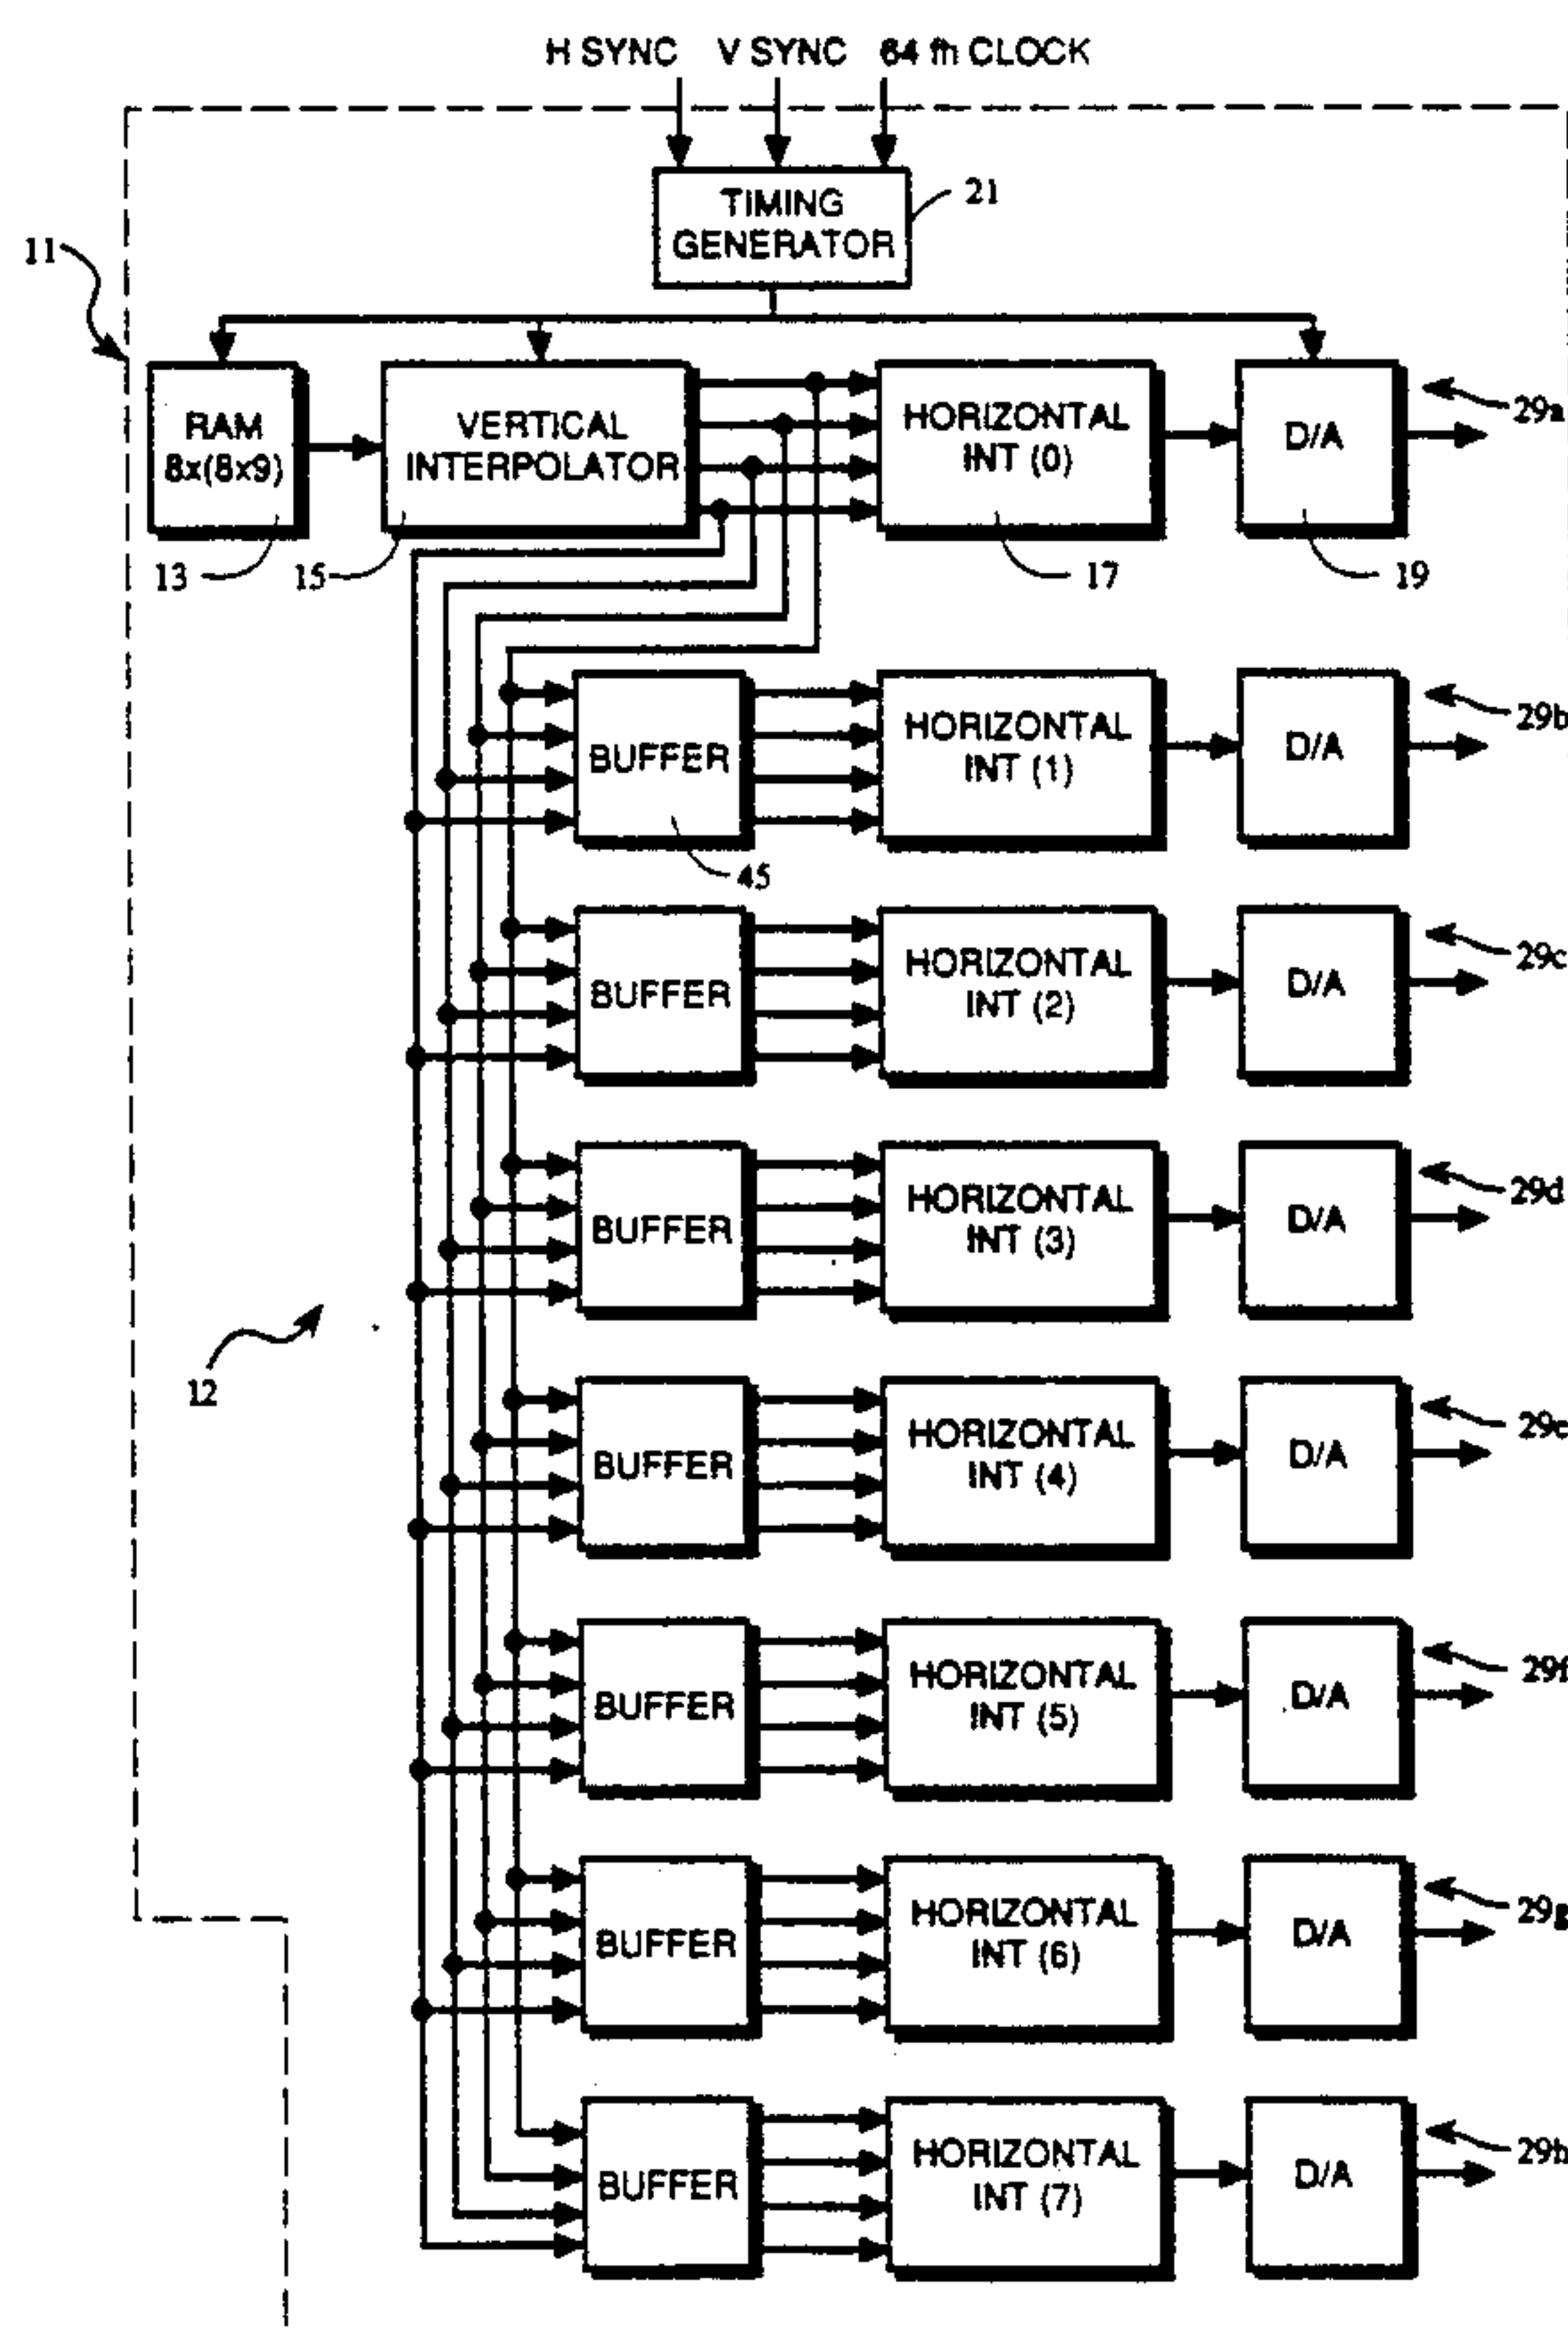 H SYNC V SYNC 64 fh CLOCK
TIMING
GENERATOR
21
11
RAM
8x(8x9)
VERTICAL
INTERPOLATOR
HORIZONTAL
INT (0)
D/A
29a
13
15
17
19
BUFFER
HORIZONTAL
INT (1)
D/A
29b
45
BUFFER
HORIZONTAL
INT (2)
D/A
29c
BUFFER
HORIZONTAL
INT (3)
D/A
29d
12
BUFFER
HORIZONTAL
INT (4)
D/A
29e
BUFFER
HORIZONTAL
INT (5)
D/A
29f
BUFFER
HORIZONTAL
INT (6)
D/A
29g
BUFFER
HORIZONTAL
INT (7)
D/A
29h